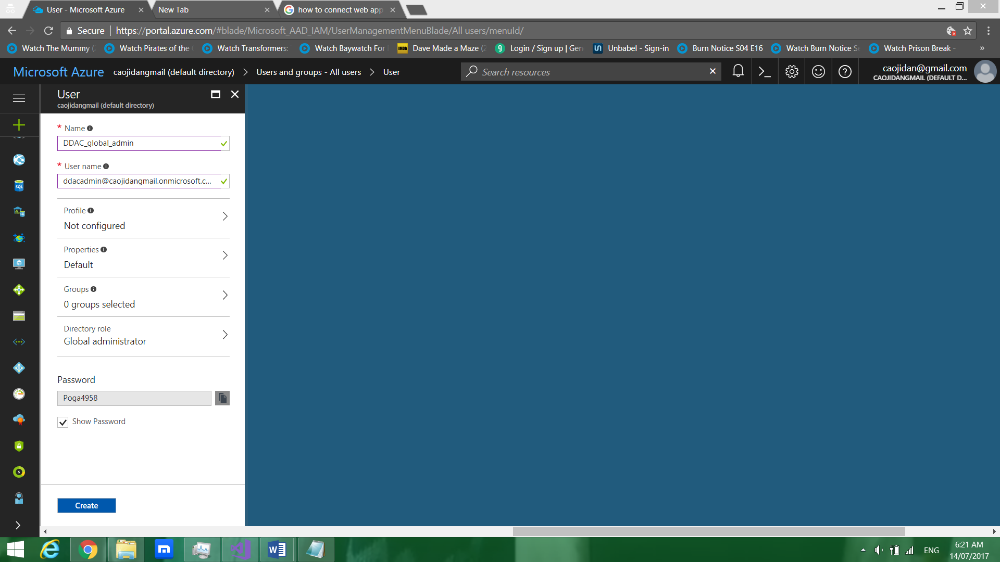 User - Microsoft Azure
New Tab
how to connect web app
Secure
https://portal.azure.com/#blade/Microsoft_AAD_IAM/UserManagementMenuBlade/All users/menuId/
Watch The Mummy (
Watch Pirates of the
Watch Transformers:
Watch Baywatch For
IMDb
Dave Made a Maze (2
Login / Sign up | Gen
Unbabel - Sign-in
Burn Notice S04 E16
Watch Burn Notice S
Watch Prison Break -
»
Microsoft Azure
caojidangmail (default directory)
Users and groups - All users
User
Search resources
caojidan@gmail.com
CAOJIDANGMAIL (DEFAULT D...
User
caojidangmail (default directory)
* Name
DDAC_global_admin
* User name
ddacadmin@caojidangmail.onmicrosoft.c...
SQL
Profile
Not configured
Properties
Default
Groups
0 groups selected
Directory role
Global administrator
Password
Poga4958
Show Password
Create
6:21 AM
ENG
14/07/2017